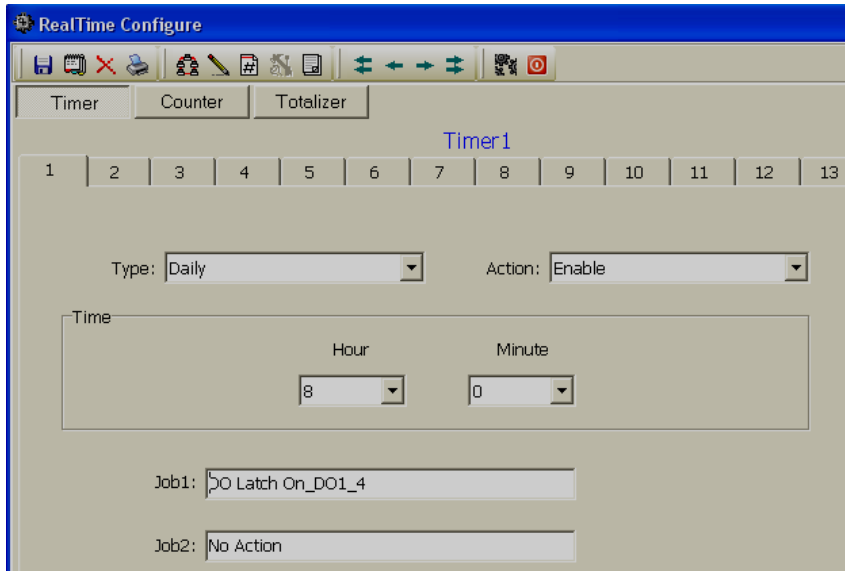 RealTime Configure
Timer Counter Totalizer
Timer1
1 2 3 4 5 6 7 8 9 10 11 12 13
Type: Daily Action: Enable
Time
Hour Minute
8 0
Job1: DO Latch On_DO1_4
Job2: No Action